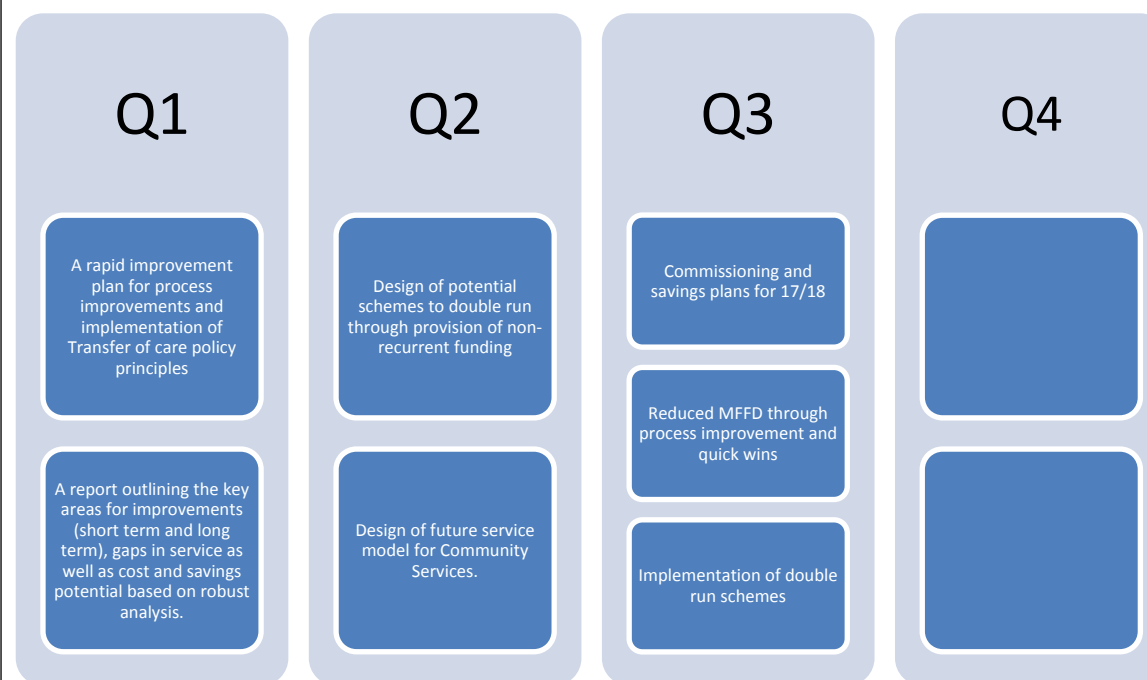 Q1
A rapid improvement
plan for process
improvements and
implementation of
Transfer of care policy
principles
A report outlining the key
areas for improvements
(short term and long
term), gaps in service as
well as cost and savings
potential based on robust
analysis.
Q2
Design of potential
schemes to double run
through provision of non-
recurrent funding
Design of future service
model for Community
Services.
Q3
Commissioning and
savings plans for 17/18
Reduced MFFD through
process improvement and
quick wins
Implementation of double
run schemes
Q4